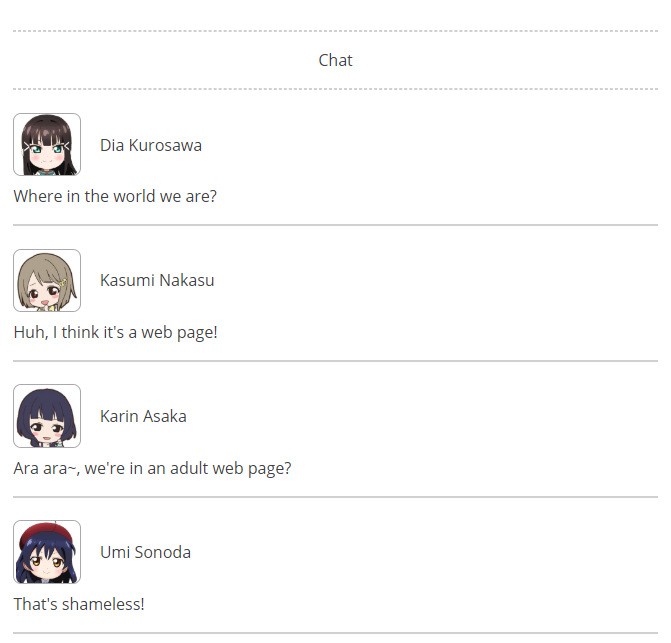 Chat
Dia Kurosawa
Where in the world we are?
Kasumi Nakasu
Huh, I think it's a web page!
Karin Asaka
Ara ara~, we're in an adult web page?
Umi Sonoda
That's shameless!